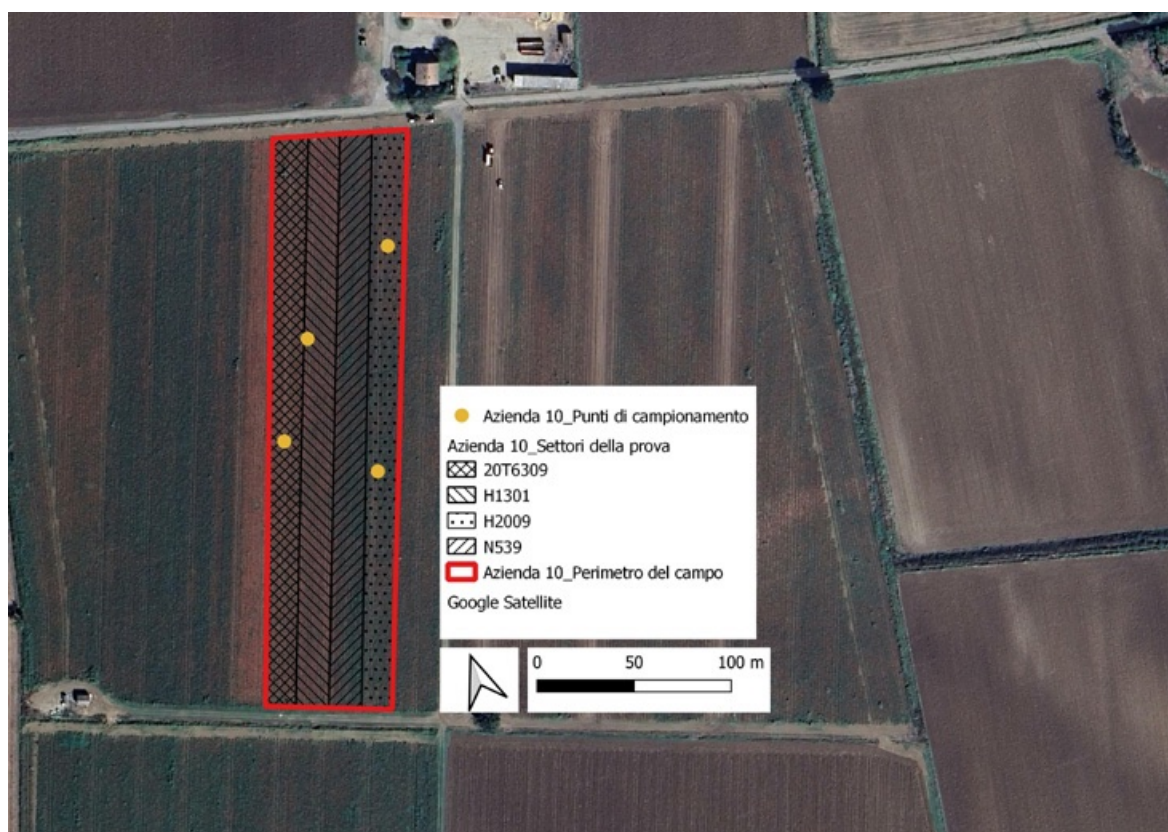 Azienda 10_Punti di campionamento
Azienda 10_Settori della prova
20T6309
H1301
H2009
N539
Azienda 10_Perimetro del campo
Google Satellite
0 50 100 m